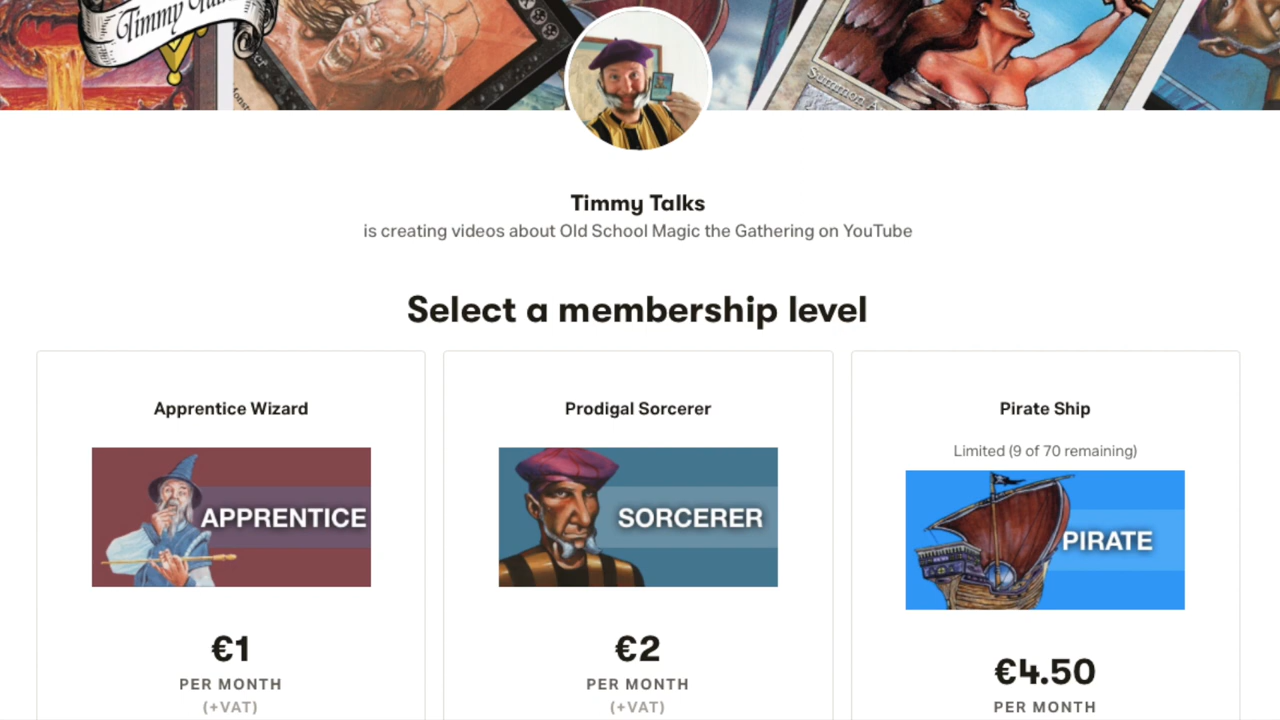 Timmy
Summon A
Timmy Talks
is creating videos about Old School Magic the Gathering on YouTube
Select a membership level
Apprentice Wizard
Prodigal Sorcerer
Pirate Ship
Limited (9 of 70 remaining)
APPRENTICE
SORCERER
PIRATE
€1
PER MONTH
(+VAT)
€2
PER MONTH
(+VAT)
€4.50
PER MONTH